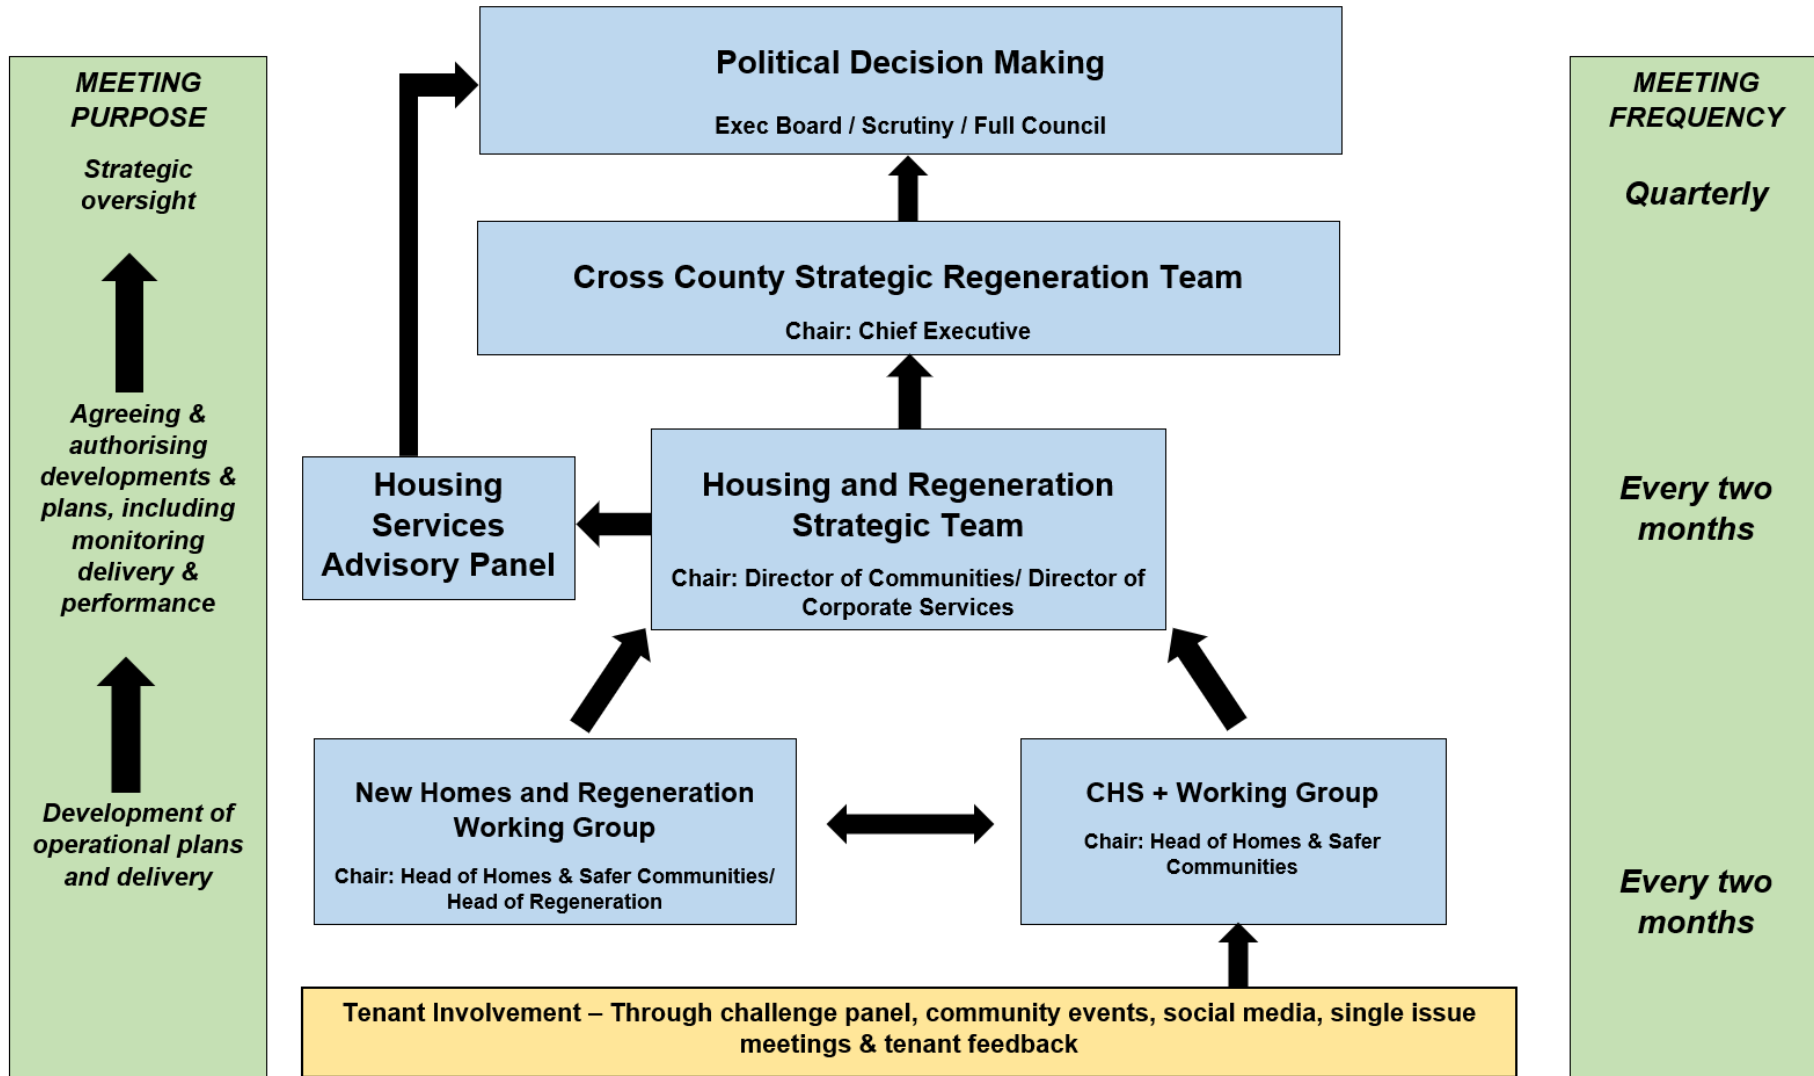 MEETING
PURPOSE
Strategic
oversight
Agreeing &
authorising
developments &
plans, including
monitoring
delivery &
performance
Development of
operational plans
and delivery
Political Decision Making
Exec Board / Scrutiny / Full Council
Cross County Strategic Regeneration Team
Chair: Chief Executive
Housing
Services
Advisory Panel
Housing and Regeneration
Strategic Team
Chair: Director of Communities/ Director of
Corporate Services
New Homes and Regeneration
Working Group
Chair: Head of Homes & Safer Communities/
Head of Regeneration
CHS + Working Group
Chair: Head of Homes & Safer
Communities
Tenant Involvement – Through challenge panel, community events, social media, single issue
meetings & tenant feedback
MEETING
FREQUENCY
Quarterly
Every two
months
Every two
months